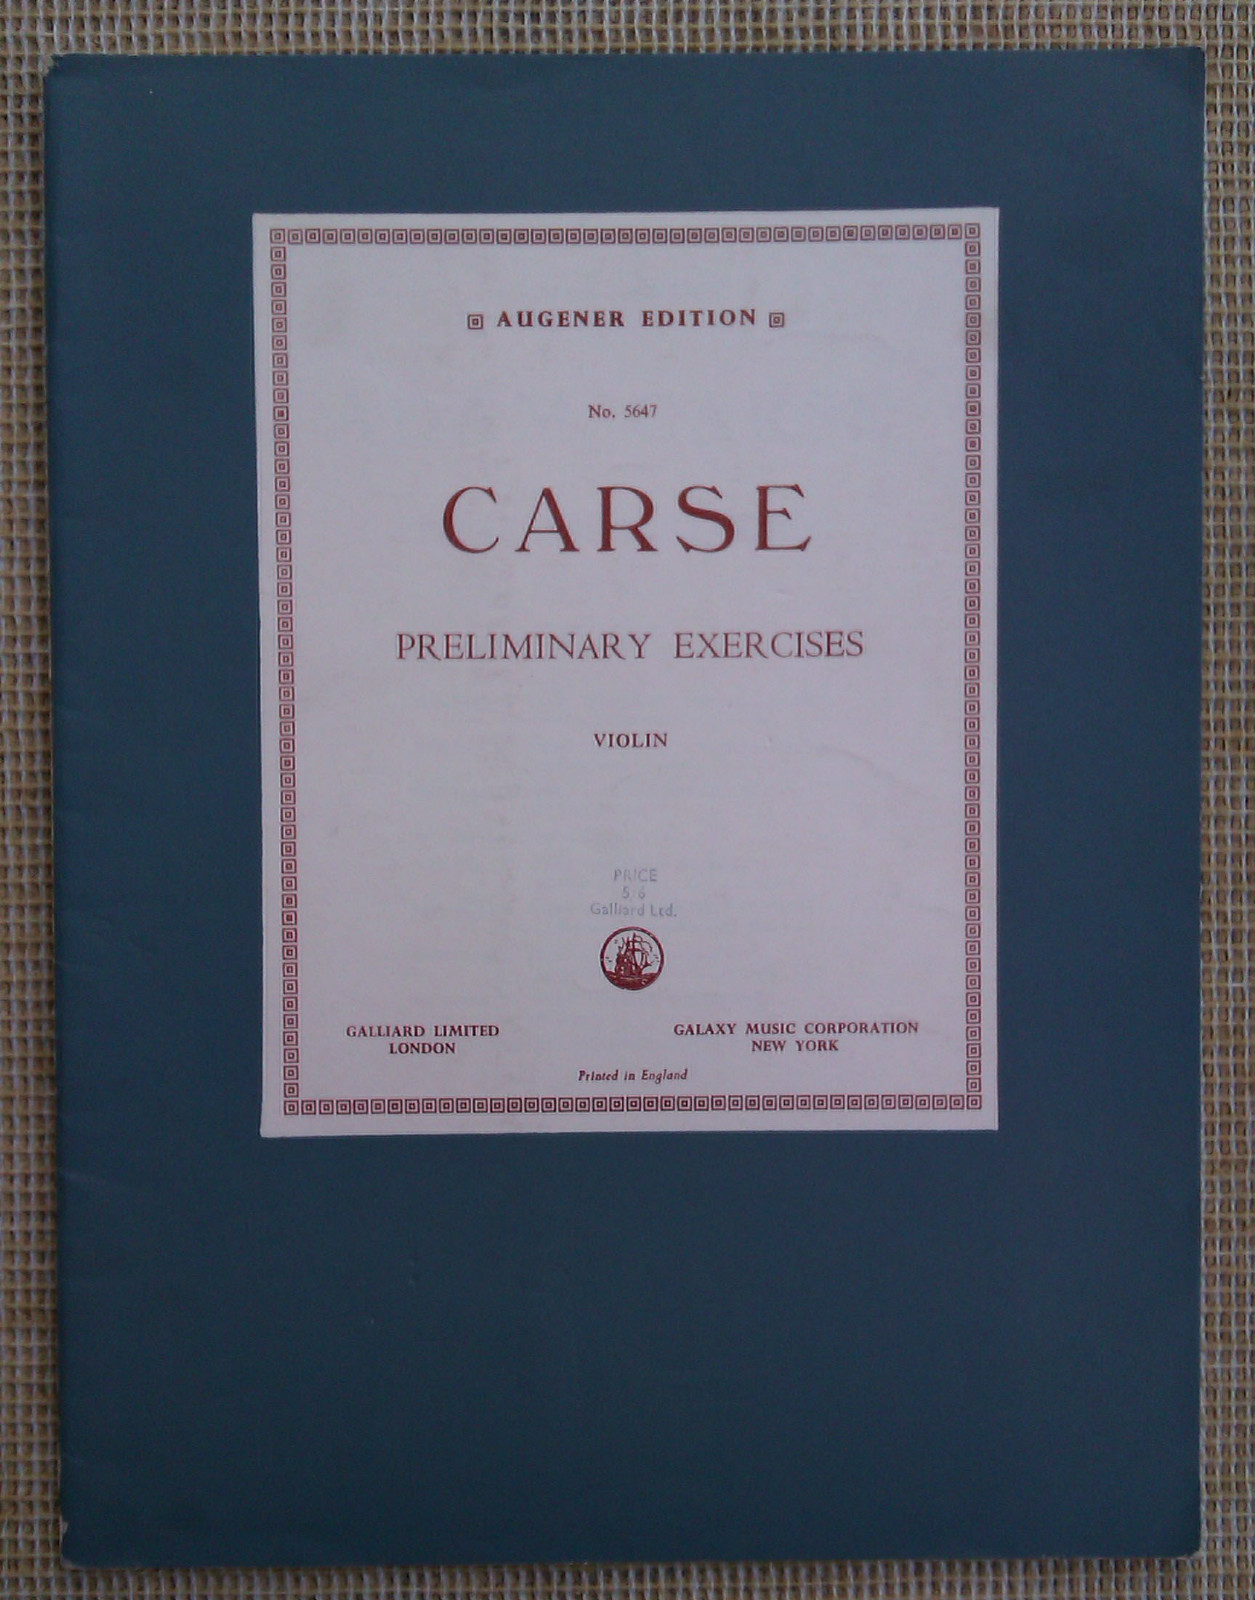 AUGENER EDITION
No. 5647
CARSE
PRELIMINARY EXERCISES
VIOLIN
PRICE
5/6
Galliard Ltd.
GALLIARD LIMITED
LONDON
GALAXY MUSIC CORPORATION
NEW YORK
Printed in England